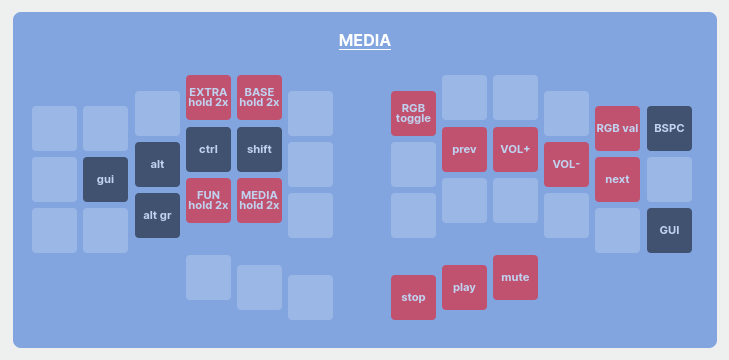 MEDIA
EXTRA
hold 2x
BASE
hold 2x
RGB
toggle
RGB val
BSPC
ctrl
shift
prev
VOL+
alt
VOL-
gui
next
FUN
hold 2x
MEDIA
hold 2x
alt gr
GUI
mute
play
stop